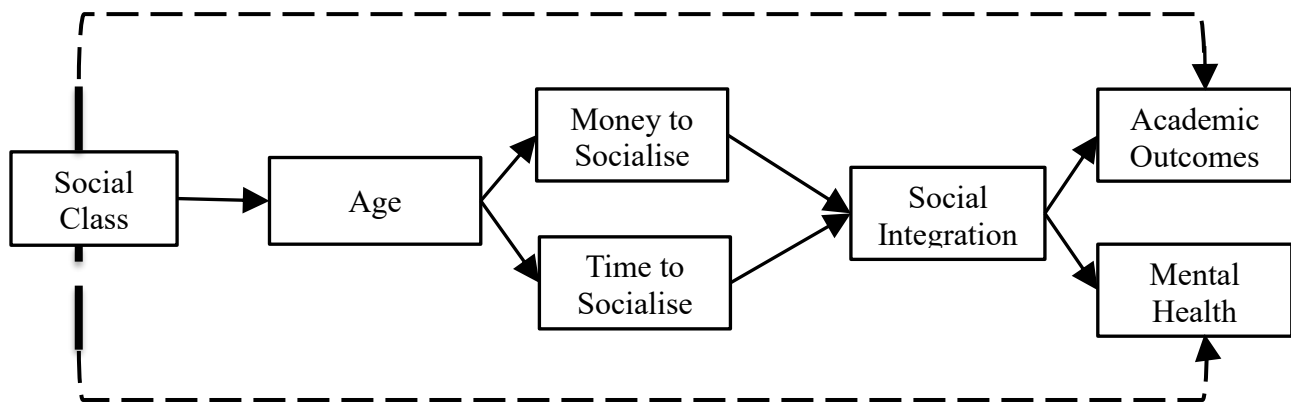 Social
Class
Age
Money to
Socialise
Time to
Socialise
Social
Integration
Academic
Outcomes
Mental
Health